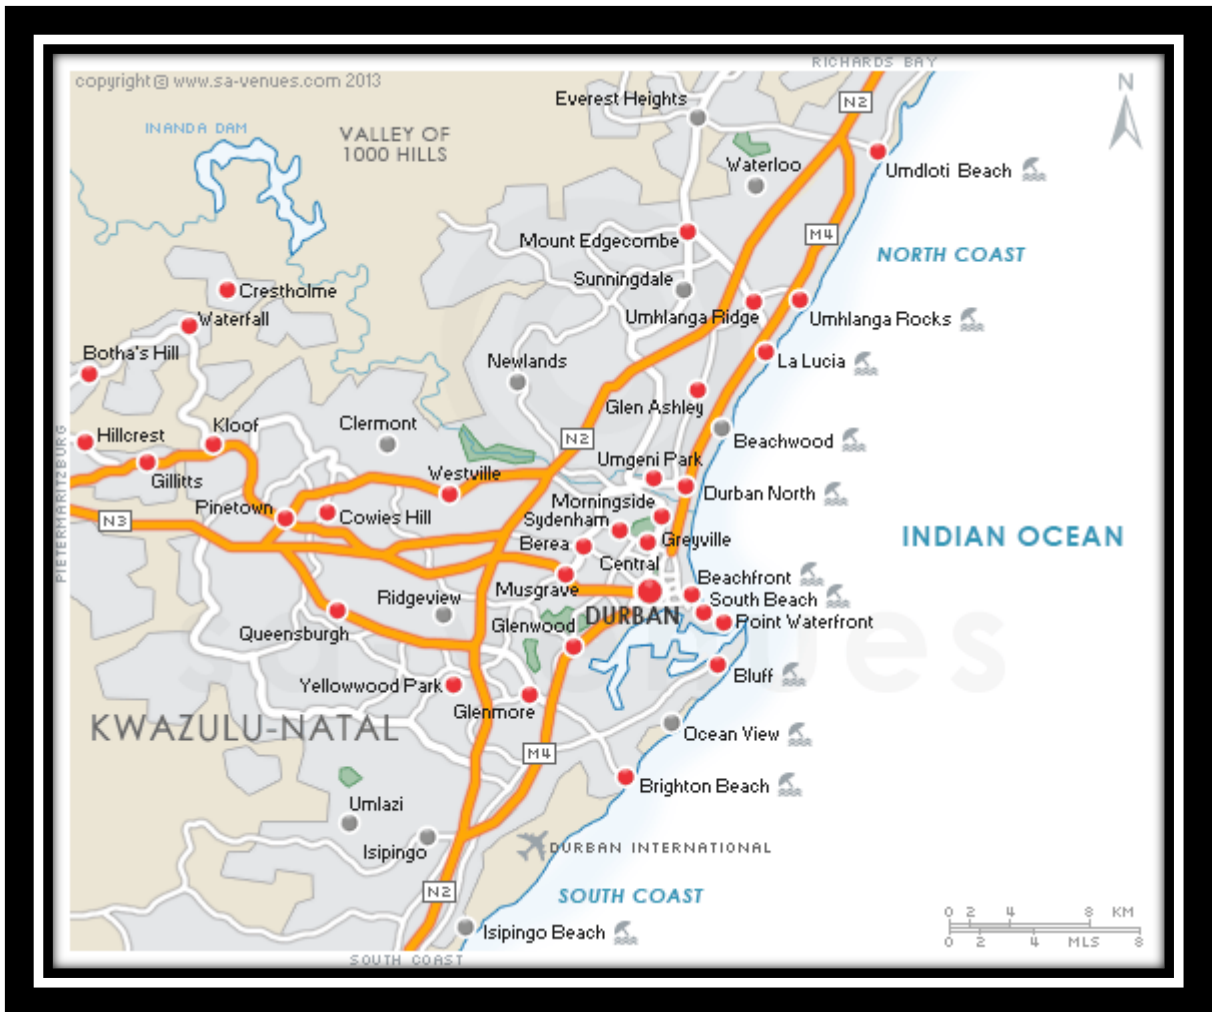 RICHARDS BAY
copyright © www.sa-venues.com 2013
N2
N
Everest Heights
INANDA DAM
VALLEY OF
1000 HILLS
Waterloo
Umdloti Beach
M4
Mount Edgecombe
NORTH COAST
Sunningdale
Crestholme
Waterfall
Umhlanga Ridge
Umhlanga Rocks
Botha's Hill
Newlands
La Lucia
Glen Ashley
Kloof
Clermont
Hillcrest
N2
Beachwood
Umgeni Park
Gillitts
Westville
Durban North
PIETERMARITZBURG
Pinetown
Morningside
N3
Cowies Hill
Sydenham
INDIAN OCEAN
Berea
Greyville
Central
Beachfront
Musgrave
Ridgeview
South Beach
DURBAN
Point Waterfront
Glenwood
Queensburgh
sa-venues
Bluff
Yellowwood Park
Glenmore
KWAZULU-NATAL
Ocean View
M4
Brighton Beach
Umlazi
DURBAN INTERNATIONAL
Isipingo
N2
SOUTH COAST
Isipingo Beach
0 2 4 8 KM
0 2 4 MLS 8
SOUTH COAST